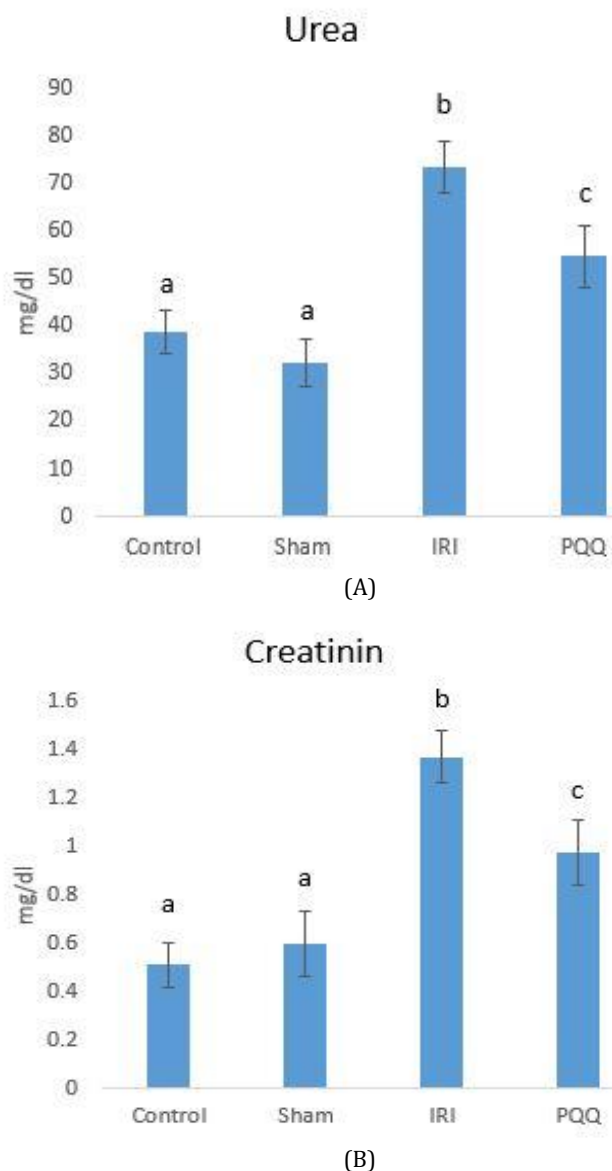 Urea
90
80
70
60
50
40
30
20
10
0
mg/dl
a
a
b
c
Control Sham IRI PQQ
(A)
Creatinin
1.6
1.4
1.2
1
0.8
0.6
0.4
0.2
0
mg/dl
a
a
b
c
Control Sham IRI PQQ
(B)